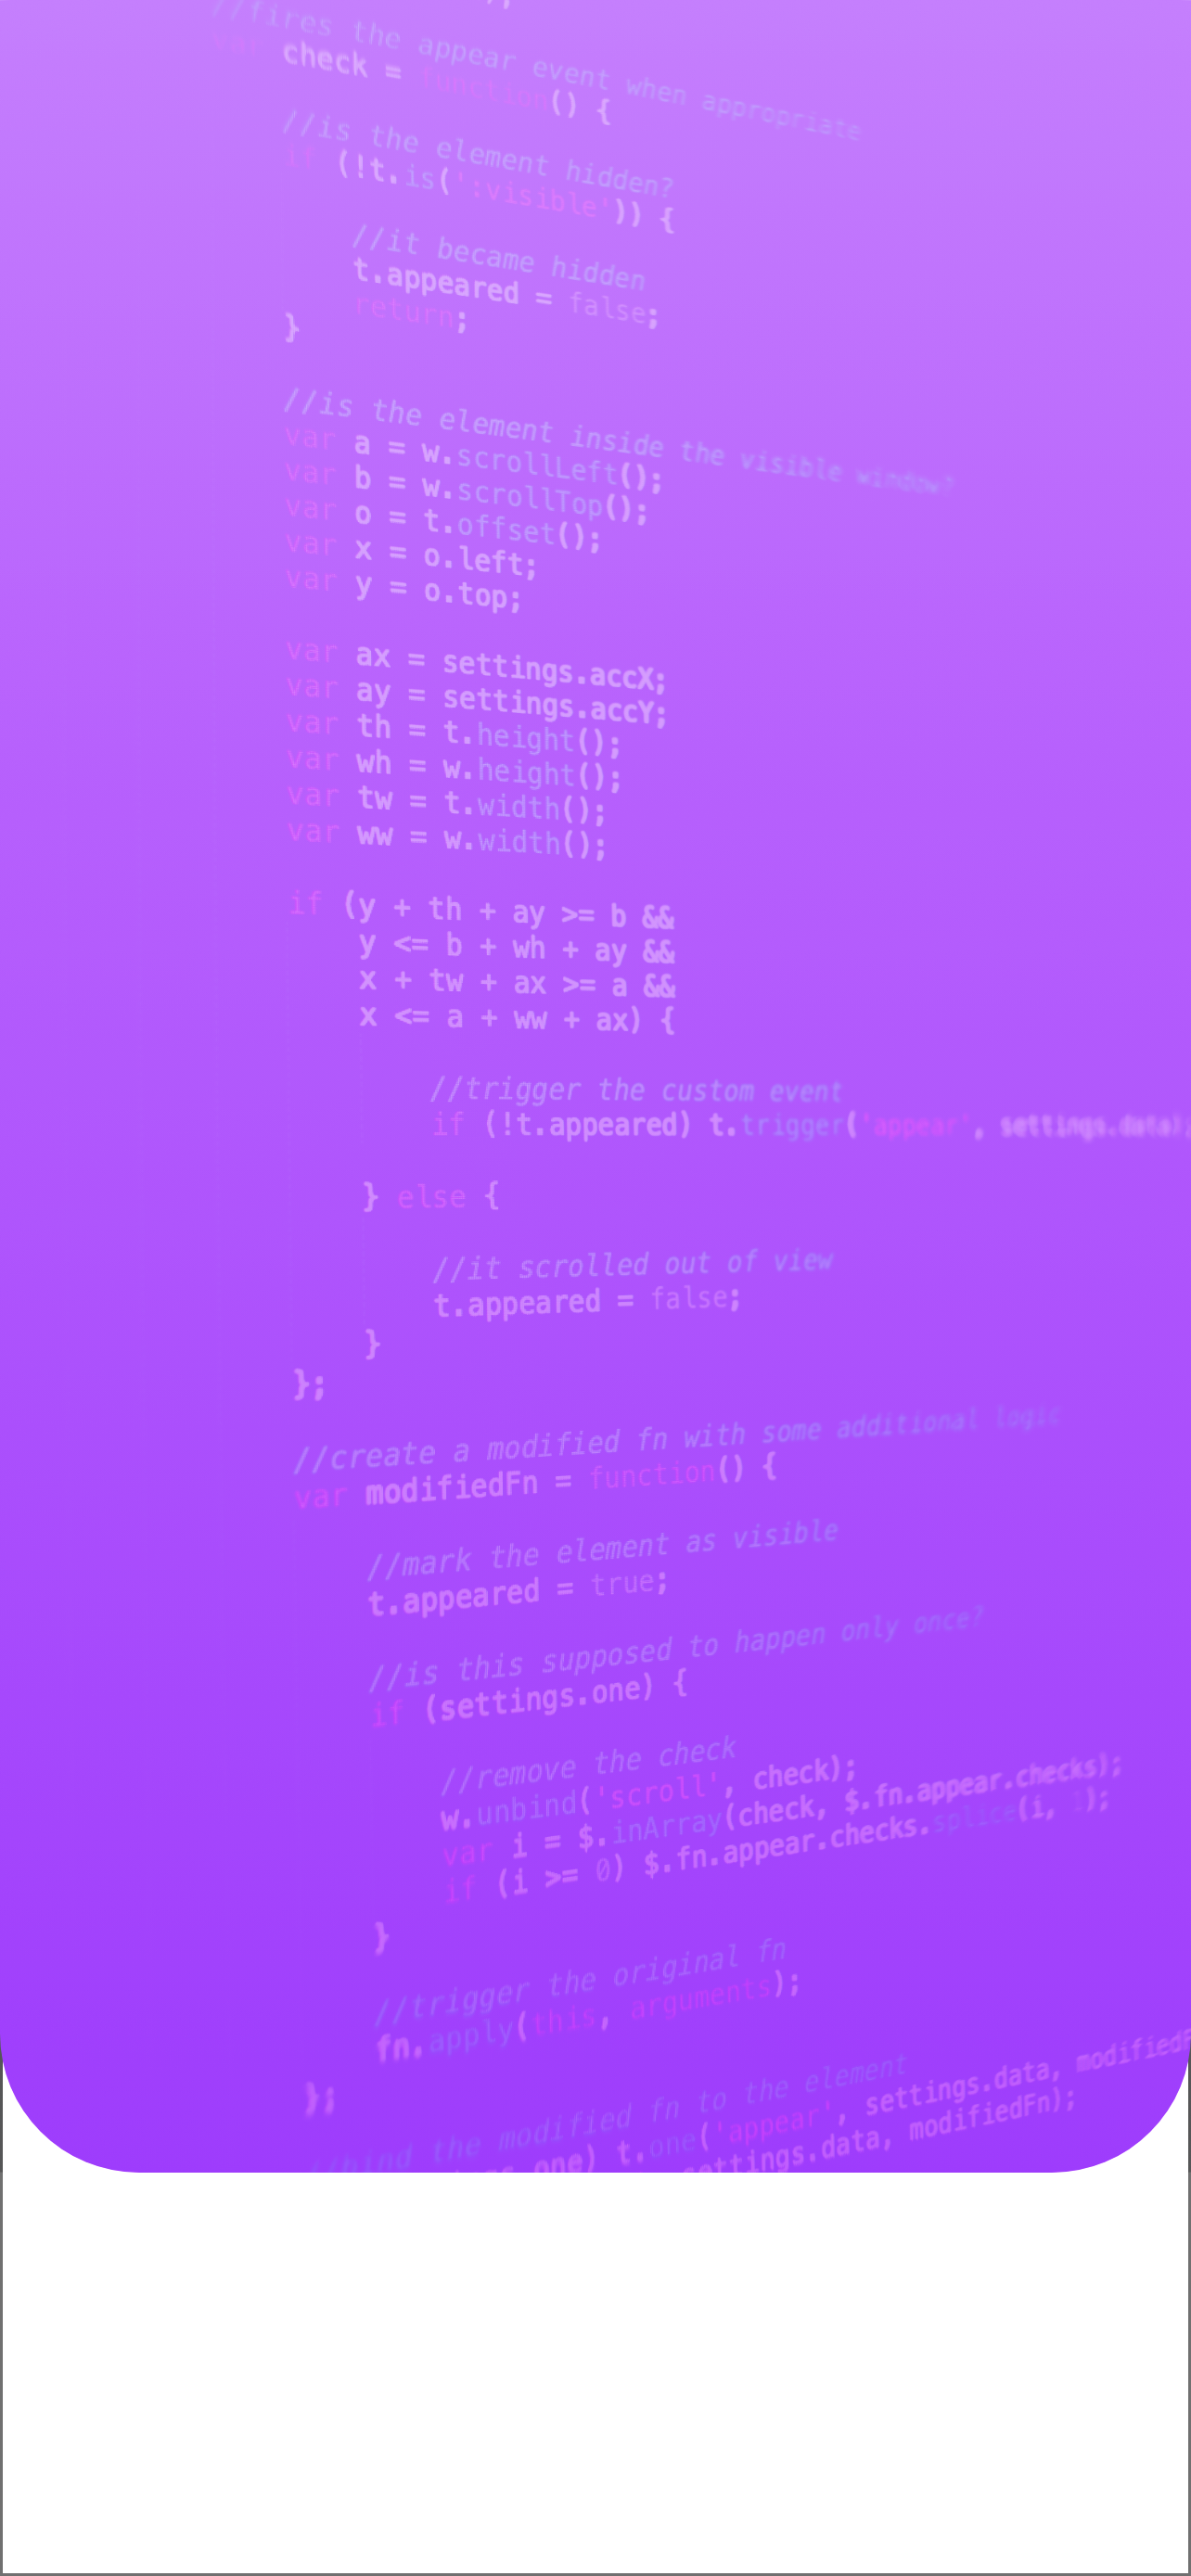 //fires the appear event when appropriate
var check = function() {
//is the element hidden?
if (!t.is(':visible')) {
//it became hidden
t.appeared = false;
return;
}
//is the element inside the visible window?
var a = w.scrollLeft();
var b = w.scrollTop();
var o = t.offset();
var x = o.left;
var y = o.top;
var ax = settings.accX;
var ay = settings.accY;
var th = t.height();
var wh = w.height();
var tw = t.width();
var ww = w.width();
if (y + th + ay >= b &&
y <= b + wh + ay &&
x + tw + ax >= a &&
x <= a + ww + ax) {
//trigger the custom event
if (!t.appeared) t.trigger('appear', settings.data);
} else {
//it scrolled out of view
t.appeared = false;
}
};
//create a modified fn with some additional logic
var modifiedFn = function() {
//mark the element as visible
t.appeared = true;
//is this supposed to happen only once?
if (settings.one) {
//remove the check
w.unbind('scroll', check);
var i = $.inArray(check, $.fn.appear.checks);
if (i >= 0) $.fn.appear.checks.splice(i, 1);
}
//trigger the original fn
fn.apply(this, arguments);
};
//bind the modified fn to the element
one) t.one('appear', settings.data, modifiedF
settings.data, modifiedFn);